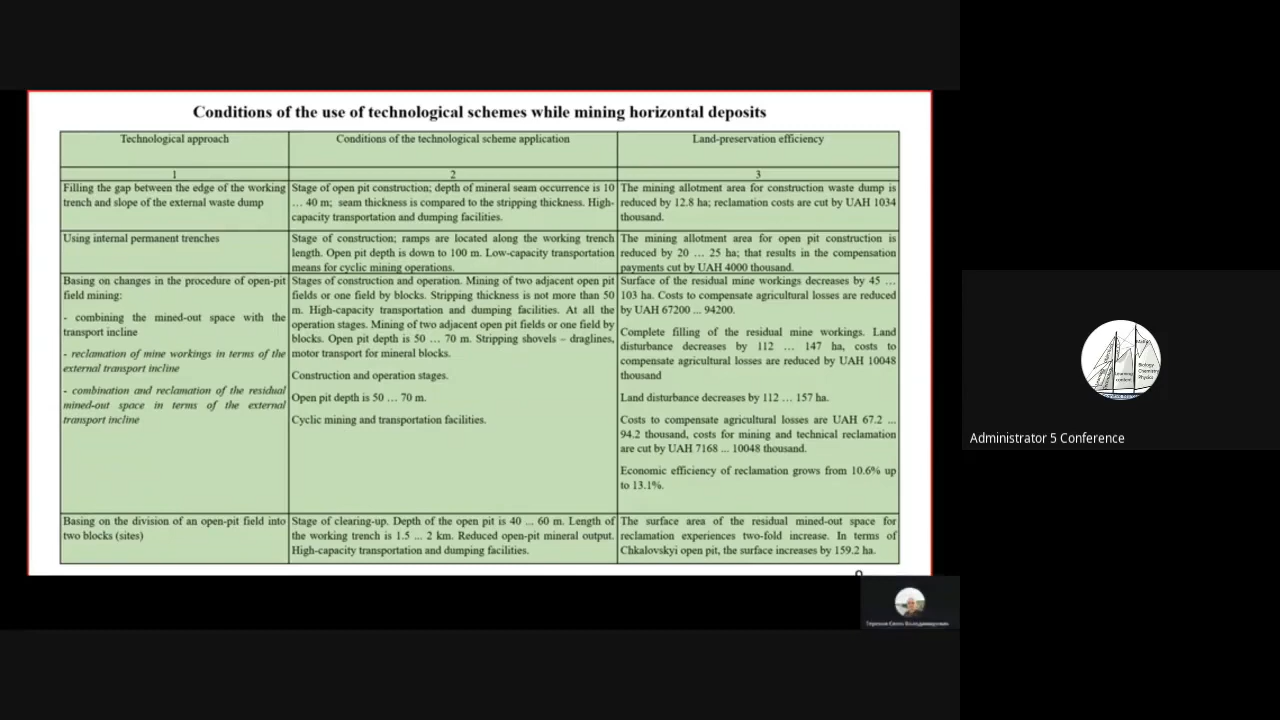 Conditions of the use of technological schemes while mining horizontal deposits
Technological approach
Conditions of the technological scheme application
Land-preservation efficiency
1
2
3
Filling the gap between the edge of the working
trench and slope of the external waste dump
Stage of open pit construction; depth of mineral seam occurrence is 10
... 40 m; seam thickness is compared to the stripping thickness. High-
capacity transportation and dumping facilities.
The mining allotment area for construction waste dump is
reduced by 12.8 ha; reclamation costs are cut by UAH 1034
thousand.
Using internal permanent trenches
Stage of construction; ramps are located along the working trench
length. Open pit depth is down to 100 m. Low-capacity transportation
means for cyclic mining operations.
The mining allotment area for open pit construction is
reduced by 20 ... 25 ha; that results in the compensation
payments cut by UAH 4000 thousand.
Basing on changes in the procedure of open-pit
field mining:
- combining the mined-out space with the
transport incline
- reclamation of mine workings in terms of the
external transport incline
- combination and reclamation of the residual
mined-out space in terms of the external
transport incline
Stages of construction and operation. Mining of two adjacent open pit
fields or one field by blocks. Stripping thickness is not more than 50
m. High-capacity transportation and dumping facilities. At all the
operation stages. Mining of two adjacent open pit fields or one field by
blocks. Open pit depth is 50 ... 70 m. Stripping shovels – draglines,
motor transport for mineral blocks.
Construction and operation stages.
Open pit depth is 50 ... 70 m.
Cyclic mining and transportation facilities.
Surface of the residual mine workings decreases by 45 ...
103 ha. Costs to compensate agricultural losses are reduced
by UAH 67200 ... 94200.
Complete filling of the residual mine workings. Land
disturbance decreases by 112 ... 147 ha, costs to
compensate agricultural losses are reduced by UAH 10048
thousand
Land disturbance decreases by 112 ... 157 ha.
Costs to compensate agricultural losses are UAH 67.2 ...
94.2 thousand, costs for mining and technical reclamation
are cut by UAH 7168 ... 10048 thousand.
Economic efficiency of reclamation grows from 10.6% up
to 13.1%.
Basing on the division of an open-pit field into
two blocks (sites)
Stage of clearing-up. Depth of the open pit is 40 ... 60 m. Length of
the working trench is 1.5 ... 2 km. Reduced open-pit mineral output.
High-capacity transportation and dumping facilities.
The surface area of the residual mined-out space for
reclamation experiences two-fold increase. In terms of
Chkalovskyi open pit, the surface increases by 159.2 ha.
Administrator 5 Conference